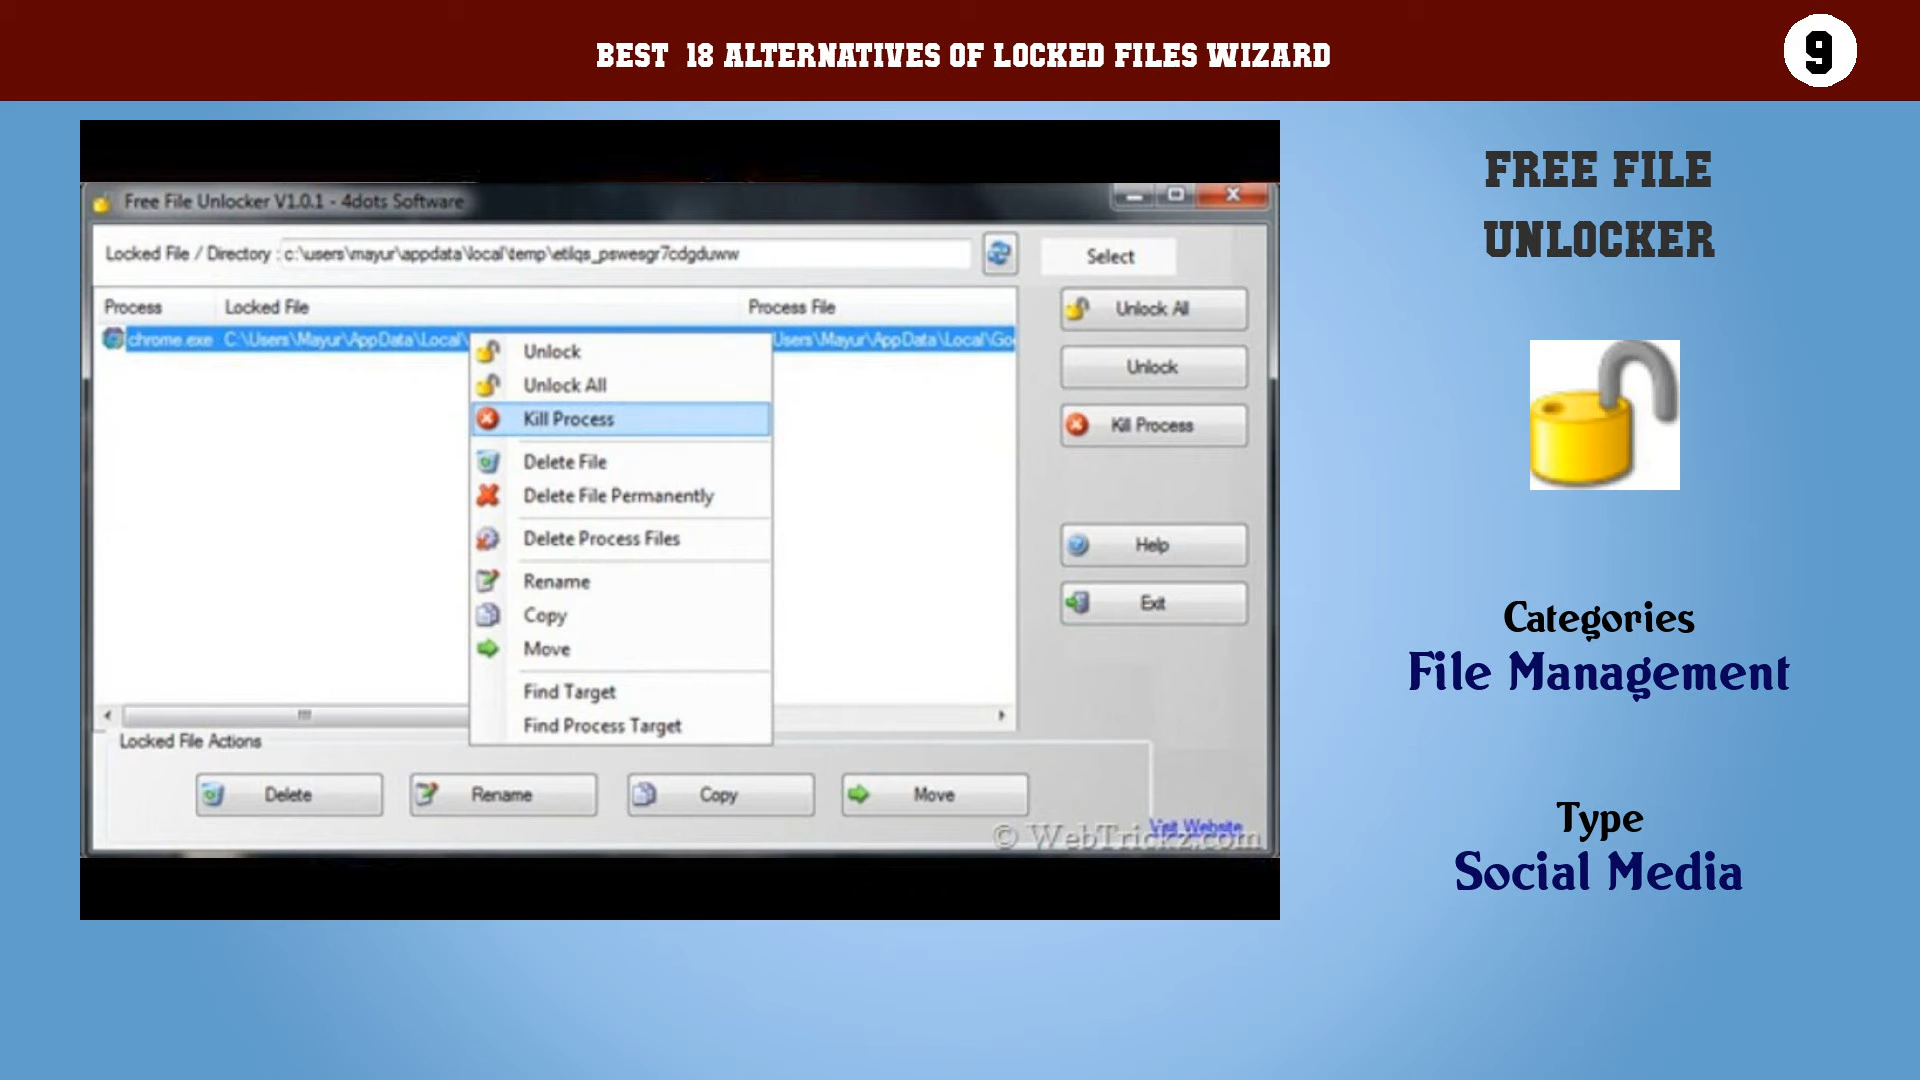 BEST 18 ALTERNATIVES OF LOCKED FILES WIZARD
9
Free File Unlocker V1.0.1 - 4dots Software
Locked File / Directory : c:\users\mayur\appdata\local\temp\etilqs_pswesgr7cdgduww
Select
Process Locked File Process File
chrome.exe C:\Users\Mayur\AppData\Local\ Users\Mayur\AppData\Local\Go
Unlock
Unlock All
Kill Process
Delete File
Delete File Permanently
Delete Process Files
Rename
Copy
Move
Find Target
Find Process Target
Unlock All
Unlock
Kill Process
Help
Exit
Locked File Actions
Delete
Rename
Copy
Move
Visit Website
© WebTrickz.com
FREE FILE
UNLOCKER
Categories
File Management
Type
Social Media